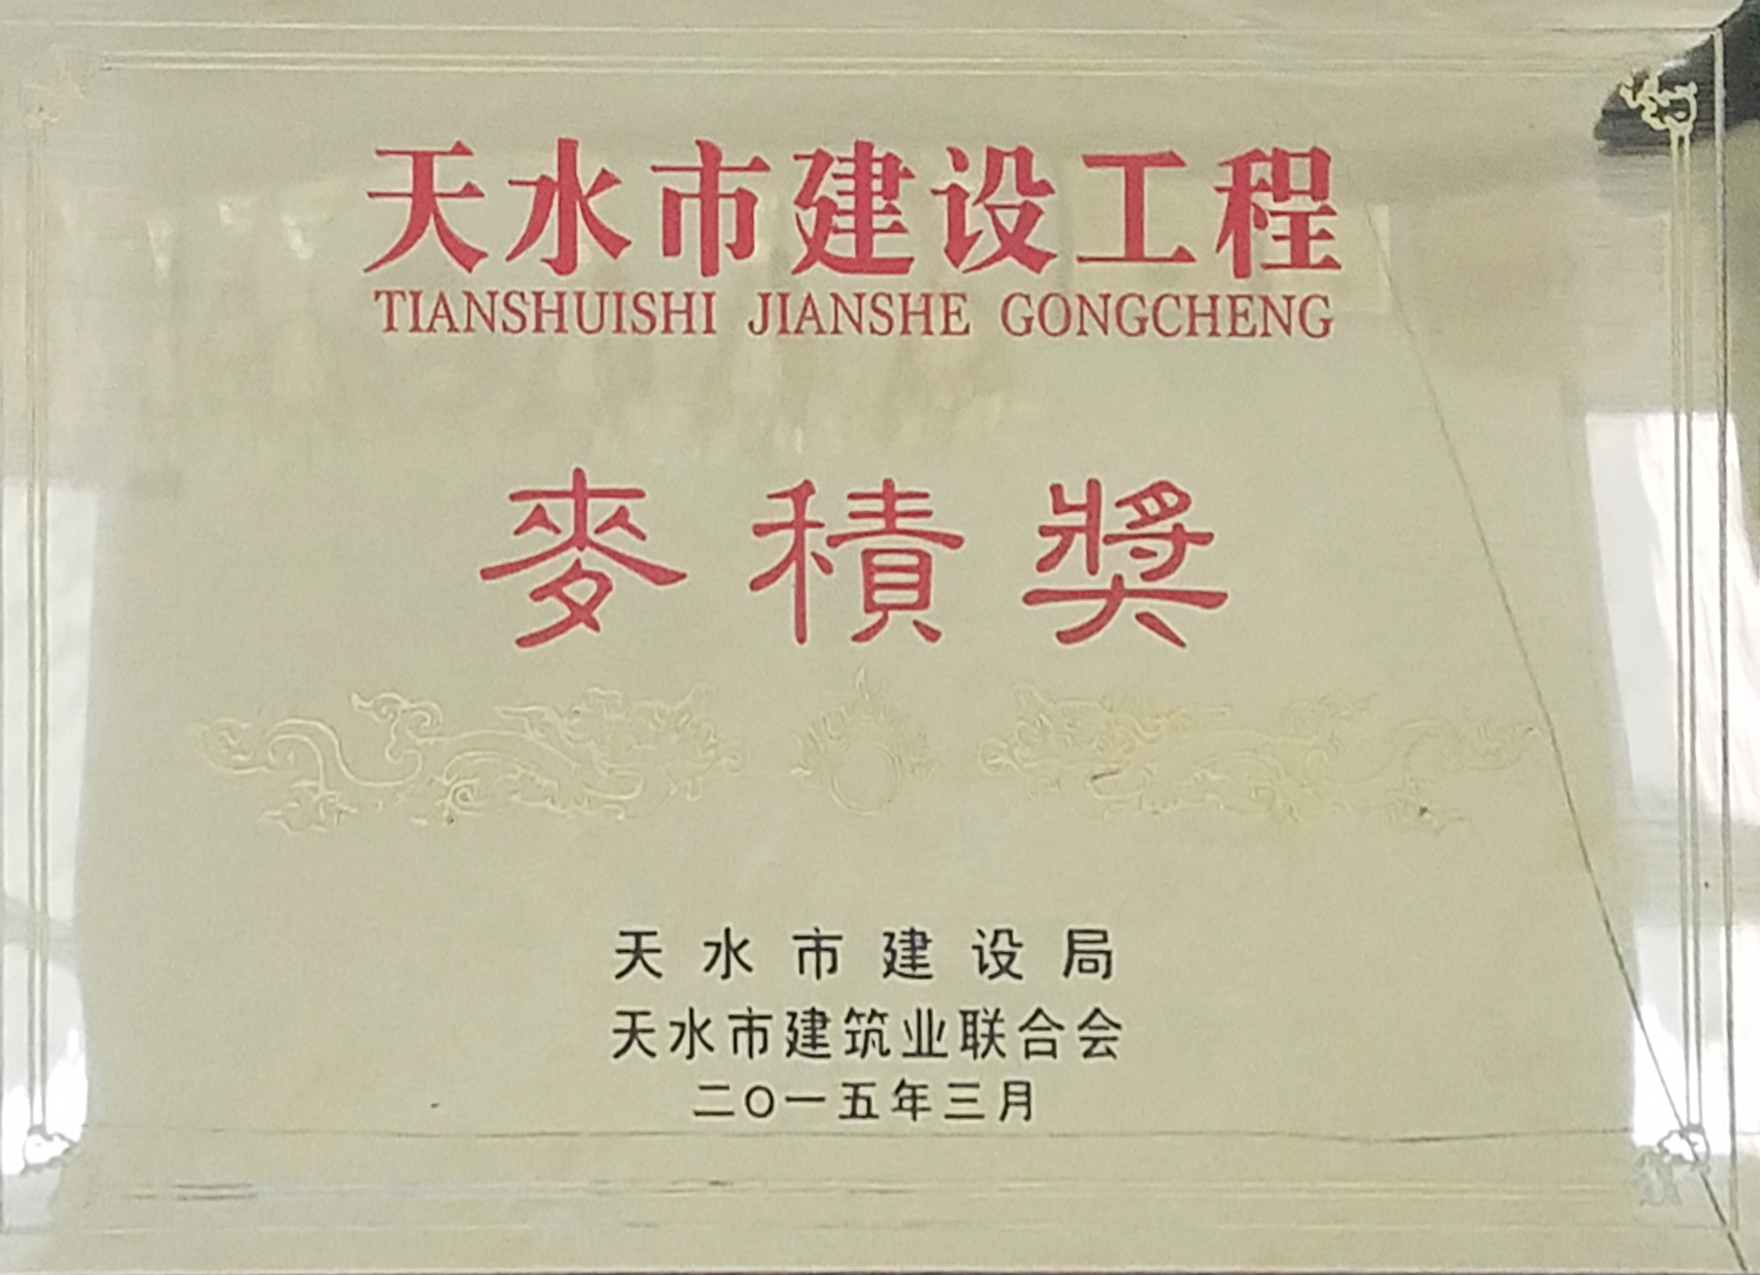 天水市建设工程
TIANSHUISHI JIANSHE GONGCHENG
麥積獎
天水市建设局
天水市建筑业联合会
二〇一五年三月